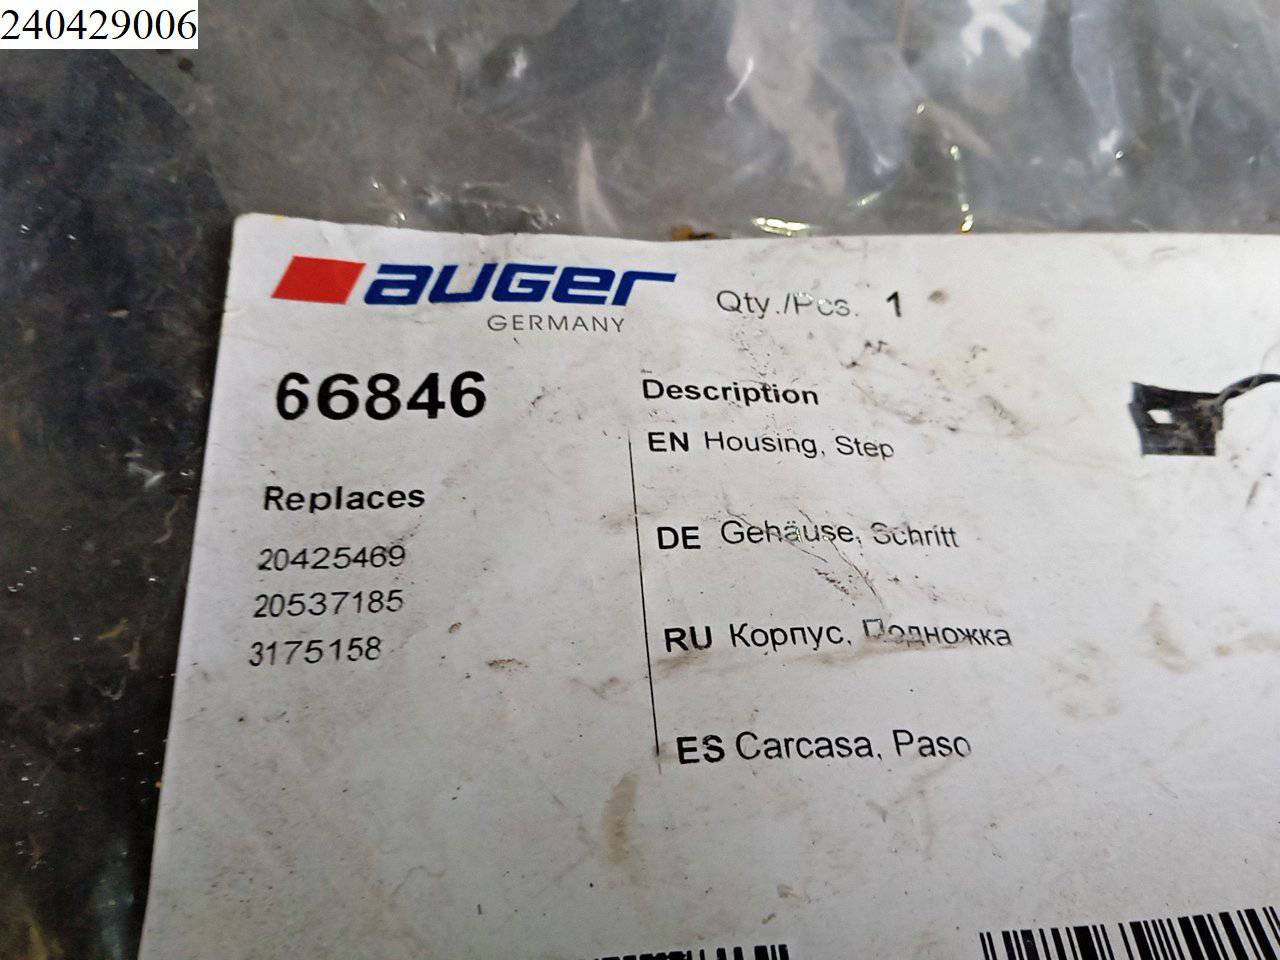 240429006
AUGER
GERMANY
Qty./Pcs. 1
66846
Replaces
20425469
20537185
3175158
Description
EN Housing, Step
DE Gehäuse, Schritt
RU Корпус, Подножка
ES Carcasa, Paso